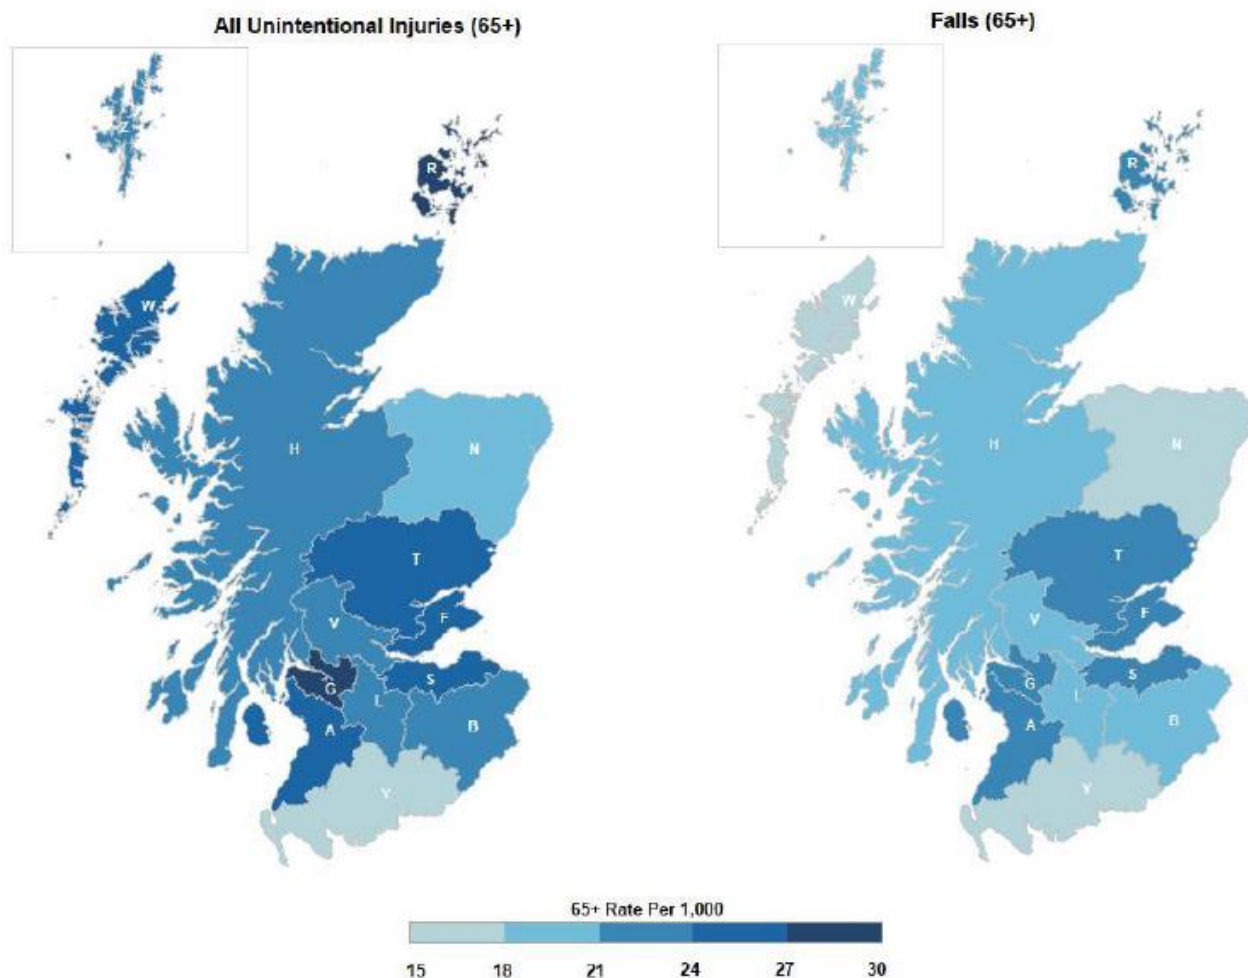 All Unintentional Injuries (65+)
Z
R
W
H
N
T
V
F
G
S
L
A
B
Y
Falls (65+)
Z
R
W
H
N
T
F
V
G
S
L
A
B
Y
65+ Rate Per 1,000
15 18 21 24 27 30